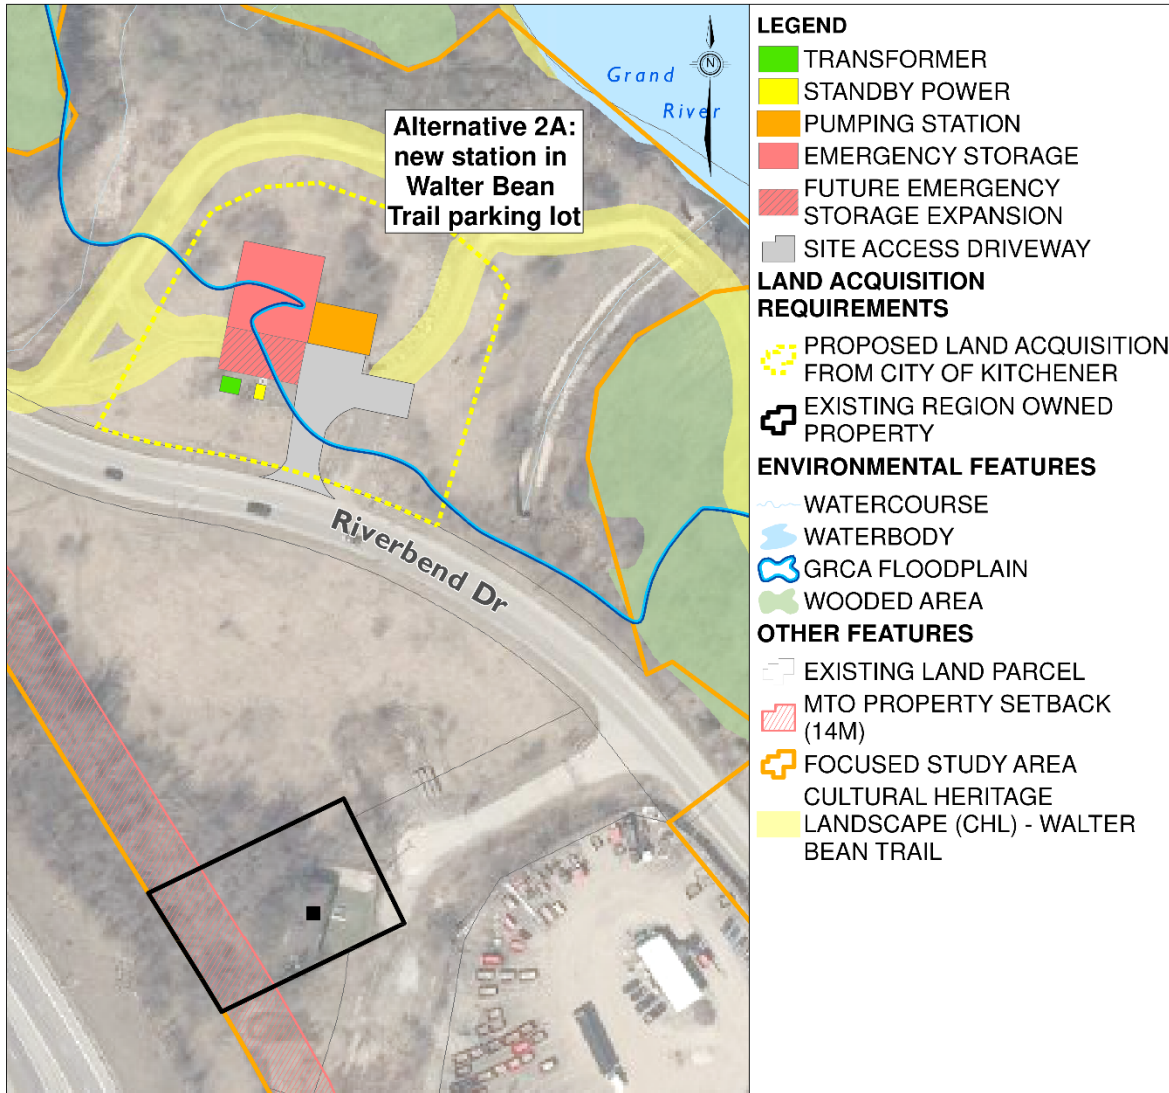 Grand
River
N
Alternative 2A:
new station in
Walter Bean
Trail parking lot
Riverbend Dr
LEGEND
TRANSFORMER
STANDBY POWER
PUMPING STATION
EMERGENCY STORAGE
FUTURE EMERGENCY
STORAGE EXPANSION
SITE ACCESS DRIVEWAY
LAND ACQUISITION
REQUIREMENTS
PROPOSED LAND ACQUISITION
FROM CITY OF KITCHENER
EXISTING REGION OWNED
PROPERTY
ENVIRONMENTAL FEATURES
WATERCOURSE
WATERBODY
GRCA FLOODPLAIN
WOODED AREA
OTHER FEATURES
EXISTING LAND PARCEL
MTO PROPERTY SETBACK
(14M)
FOCUSED STUDY AREA
CULTURAL HERITAGE
LANDSCAPE (CHL) - WALTER
BEAN TRAIL